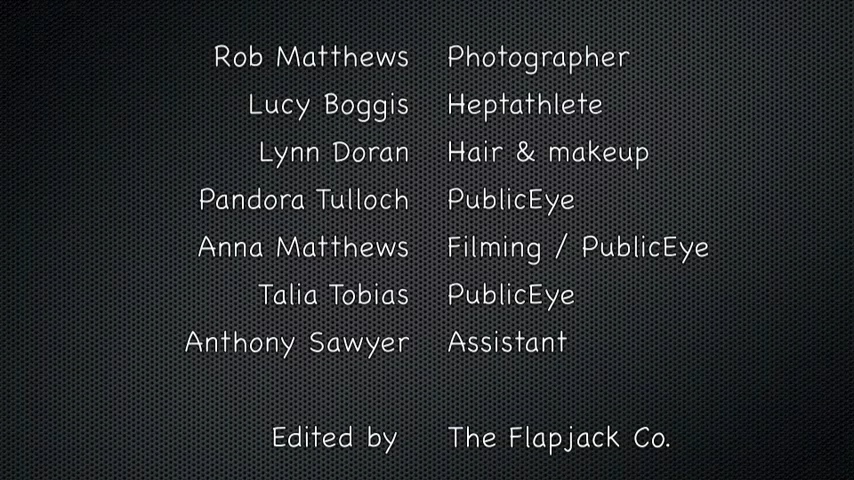 Rob Matthews Photographer
Lucy Boggis Heptathlete
Lynn Doran Hair & makeup
Pandora Tulloch PublicEye
Anna Matthews Filming / PublicEye
Talia Tobias PublicEye
Anthony Sawyer Assistant
Edited by The Flapjack Co.